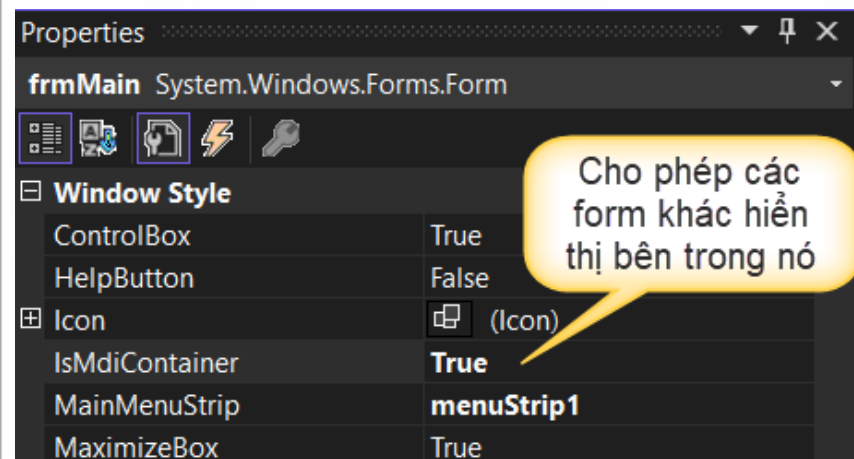 Properties
frmMain System.Windows.Forms.Form
Cho phép các
form khác hiển
thị bên trong nó
Window Style
ControlBox True
HelpButton False
Icon (Icon)
IsMdiContainer True
MainMenuStrip menuStrip1
MaximizeBox True